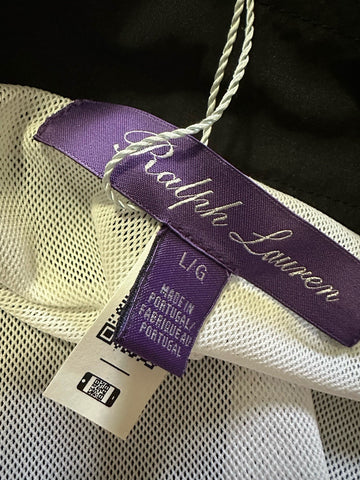 Ralph Lauren
L/G
MADE IN
PORTUGAL/
FABRIQUÉ AU
PORTUGAL